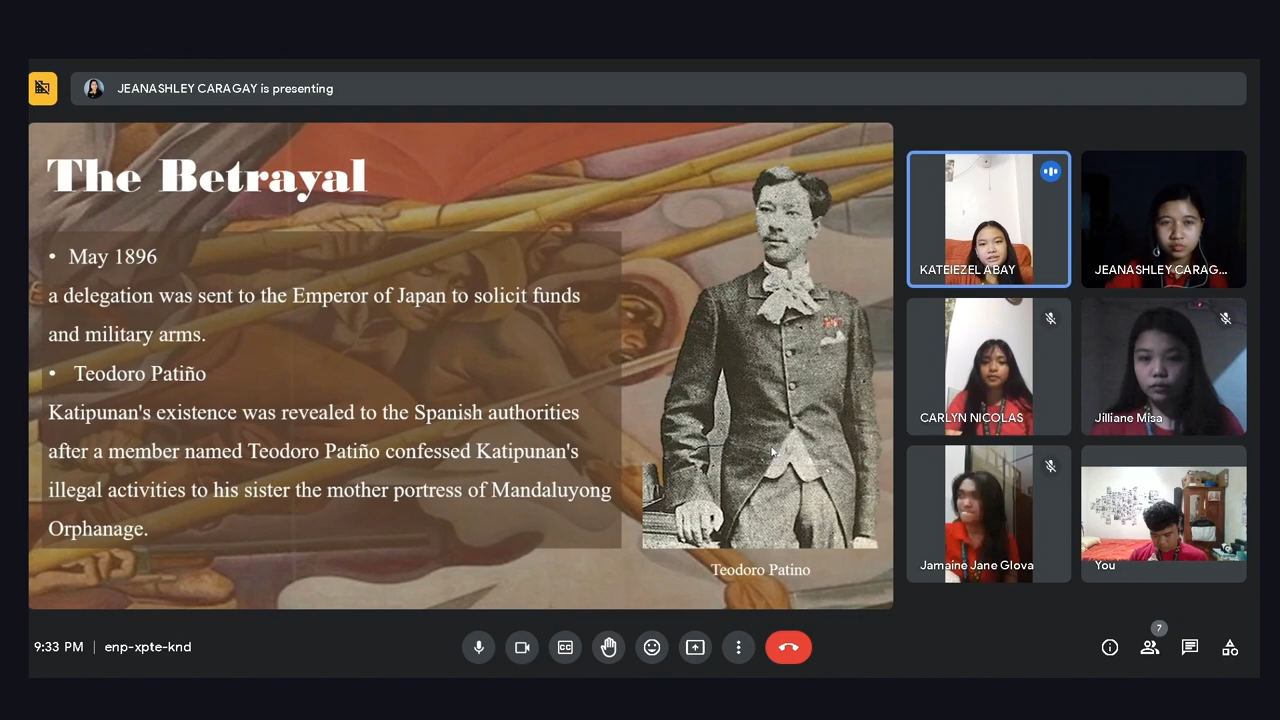 JEANASHLEY CARAGAY is presenting
The Betrayal
• May 1896
a delegation was sent to the Emperor of Japan to solicit funds
and military arms.
• Teodoro Patiño
Katipunan's existence was revealed to the Spanish authorities
after a member named Teodoro Patiño confessed Katipunan's
illegal activities to his sister the mother portress of Mandaluyong
Orphanage.
Teodoro Patino
KATEIEZEL ABAY
JEANASHLEY CARAG...
CARLYN NICOLAS
Jilliane Misa
Jamaine Jane Glova
You
9:33 PM | enp-xpte-knd
CC
7